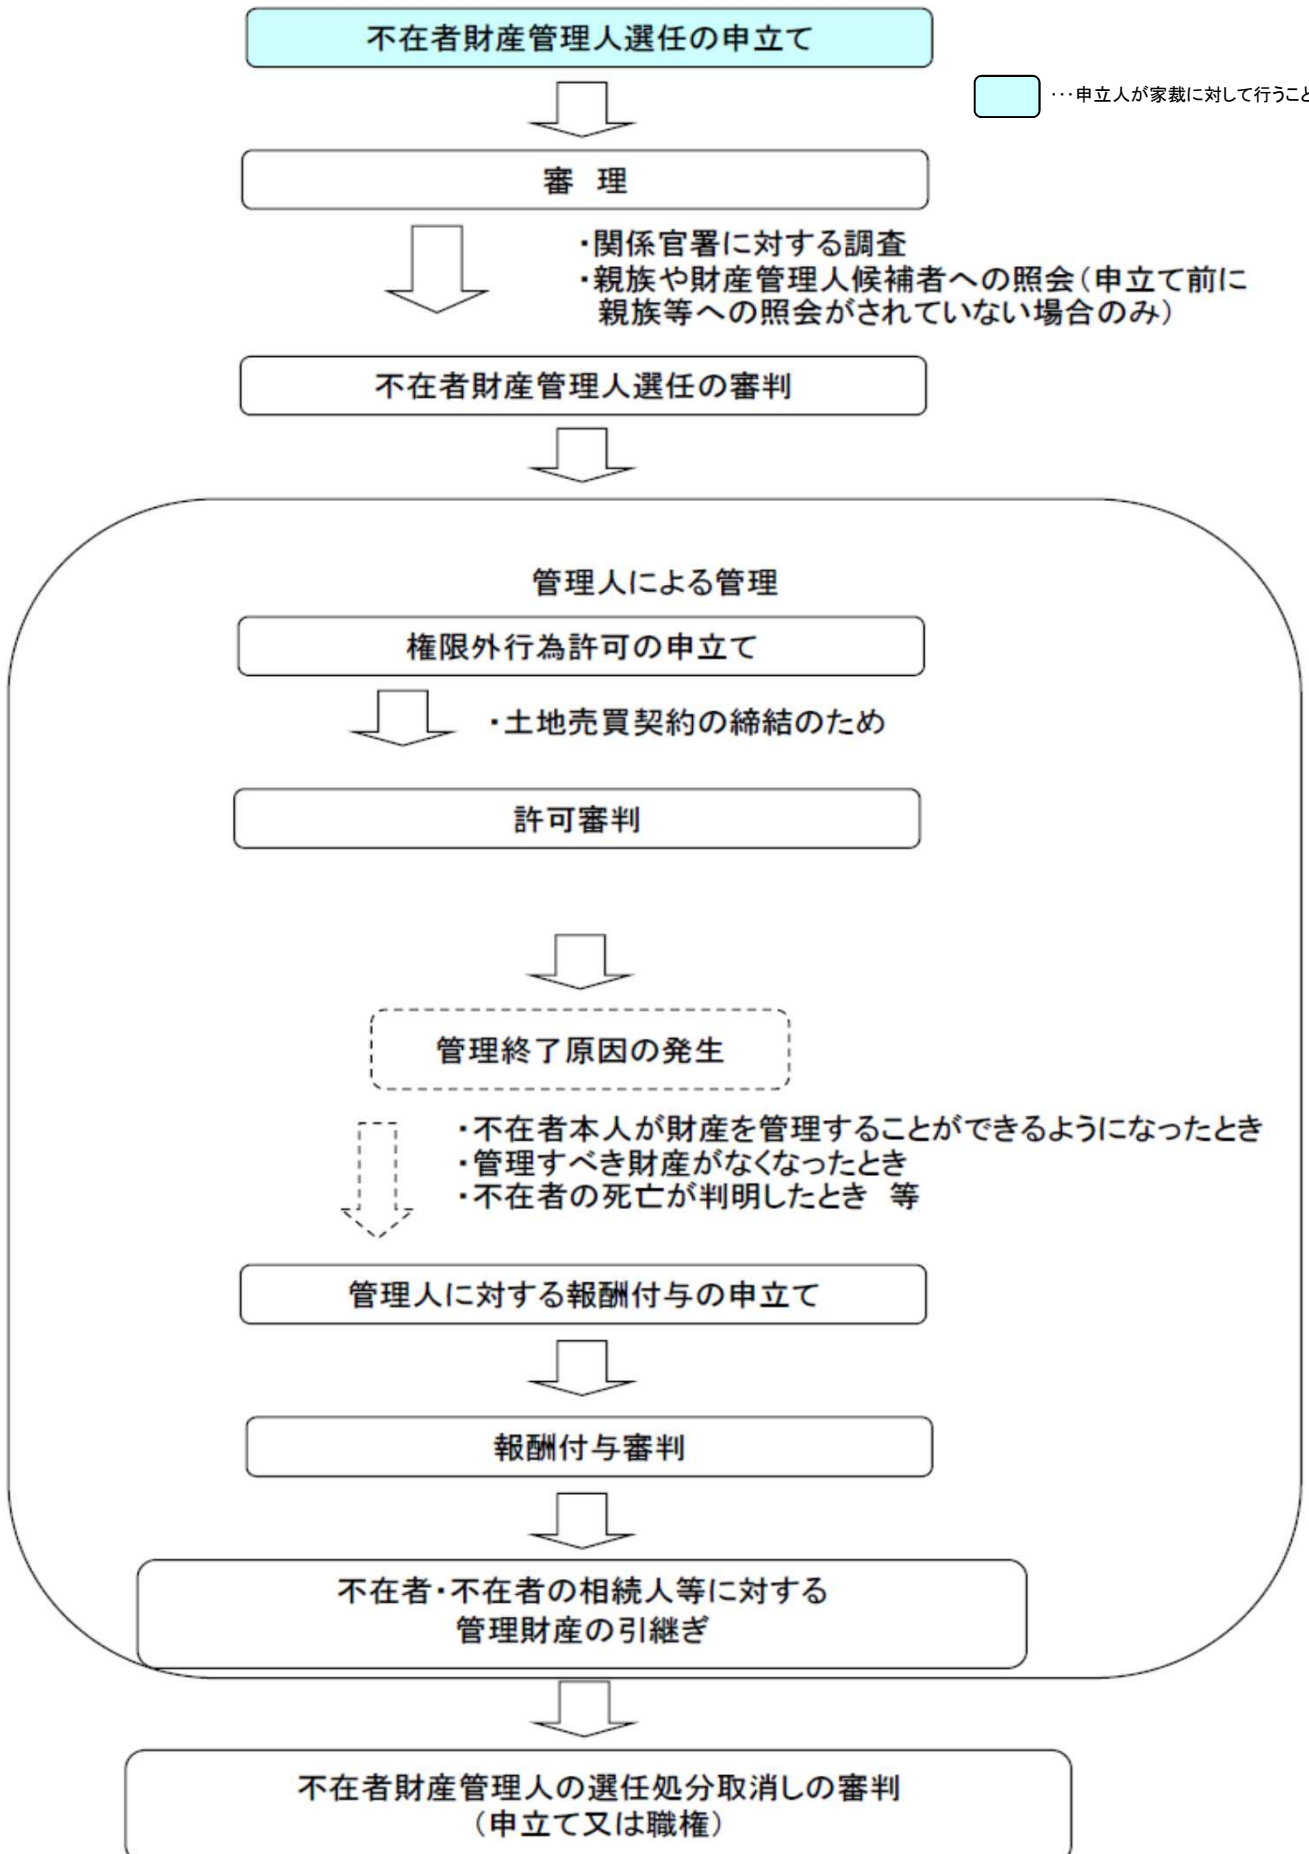 不在者財産管理人選任の申立て
…申立人が家裁に対して行うこと
審 理
・関係官署に対する調査
・親族や財産管理人候補者への照会(申立て前に
親族等への照会がされていない場合のみ)
不在者財産管理人選任の審判
管理人による管理
権限外行為許可の申立て
・土地売買契約の締結のため
許可審判
管理終了原因の発生
・不在者本人が財産を管理することができるようになったとき
・管理すべき財産がなくなったとき
・不在者の死亡が判明したとき 等
管理人に対する報酬付与の申立て
報酬付与審判
不在者・不在者の相続人等に対する
管理財産の引継ぎ
不在者財産管理人の選任処分取消しの審判
(申立て又は職権)